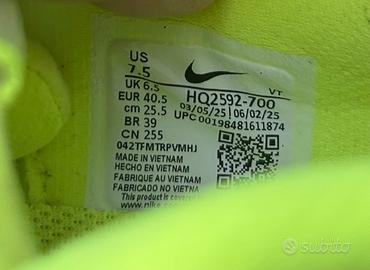 US
7.5 VT
UK 6.5 HQ2592-700
EUR 40.5 03/05/25 06/02/25
cm 25.5 UPC 00198481611874
BR 39
CN 255
042TFMTRPVMHJ
MADE IN VIETNAM
HECHO EN VIETNAM
FABRIQUE AU VIETNAM
FABRICADO EM VIETNAM
subito